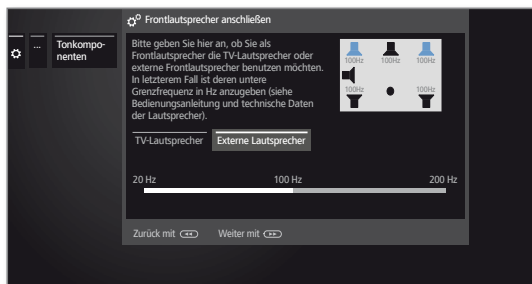 Frontlautsprecher anschließen
...
Tonkompo-
nenten
Bitte geben Sie hier an, ob Sie als
Frontlautsprecher die TV-Lautsprecher oder
externe Frontlautsprecher benutzen möchten.
In letzterem Fall ist deren untere
Grenzfrequenz in Hz anzugeben (siehe
Bedienungsanleitung und technische Daten
der Lautsprecher).
100Hz 100Hz 100Hz
100Hz 100Hz
TV-Lautsprecher Externe Lautsprecher
20 Hz 100 Hz 200 Hz
Zurück mit Weiter mit